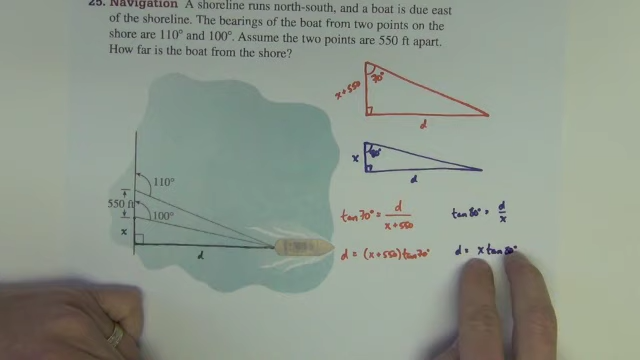 25. Navigation A shoreline runs north-south, and a boat is due east
of the shoreline. The bearings of the boat from two points on the
shore are 110° and 100°. Assume the two points are 550 ft apart.
How far is the boat from the shore?
x+550
70°
d
x
80°
d
110°
550 ft
100°
x
d
tan 70° = d/(x+550)
tan 80° = d/x
d = (x+550) tan 70°
d = x tan 80°